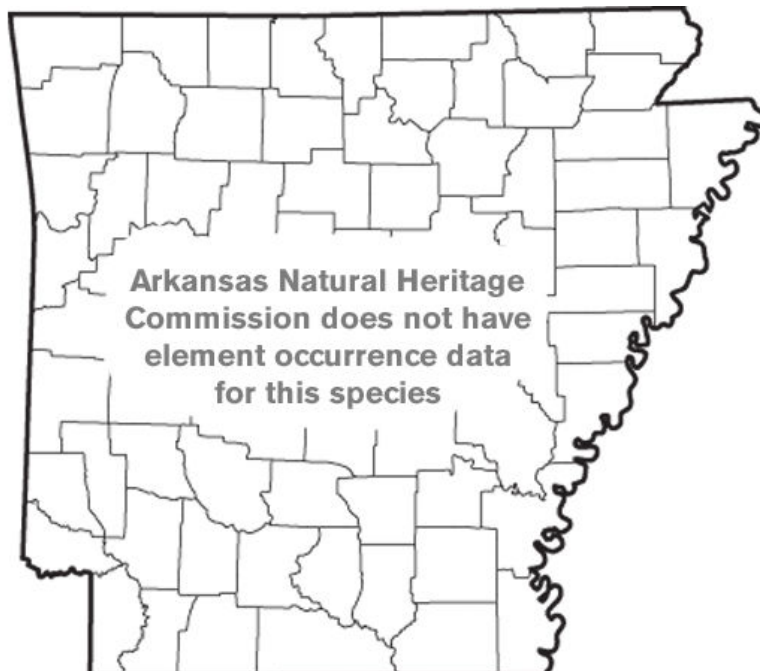 Arkansas Natural Heritage
Commission does not have
element occurrence data
for this species